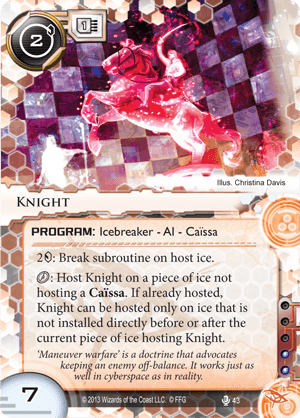 2
1
Illus. Christina Davis
KNIGHT
PROGRAM: Icebreaker - AI - Caïssa
2: Break subroutine on host ice.
: Host Knight on a piece of ice not
hosting a Caïssa. If already hosted,
Knight can be hosted only on ice that is
not installed directly before or after the
current piece of ice hosting Knight.
'Maneuver warfare' is a doctrine that advocates
keeping an enemy off-balance. It works just as
well in cyberspace as in reality.
7
© 2013 Wizards of the Coast LLC. © FFG
43